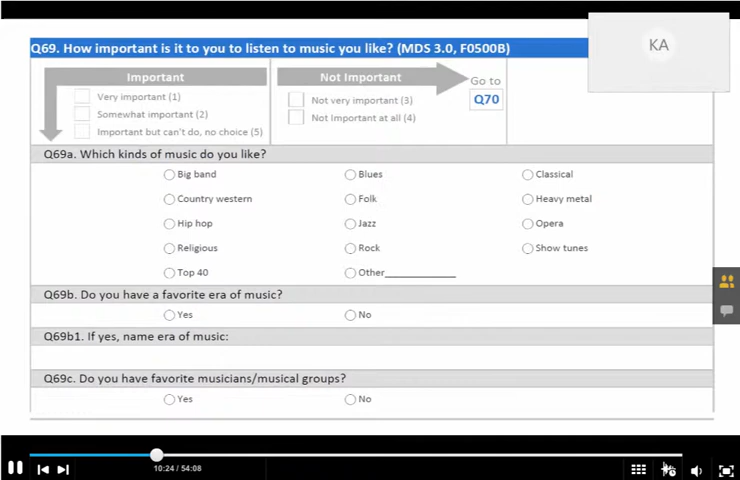 Q69. How important is it to you to listen to music you like? (MDS 3.0, F0500B)
KA
Important
Not Important
Go to
Q70
Very important (1)
Somewhat important (2)
Important but can't do, no choice (5)
Not very important (3)
Not Important at all (4)
Q69a. Which kinds of music do you like?
Big band Blues Classical
Country western Folk Heavy metal
Hip hop Jazz Opera
Religious Rock Show tunes
Top 40 Other____________
Q69b. Do you have a favorite era of music?
Yes No
Q69b1. If yes, name era of music:
Q69c. Do you have favorite musicians/musical groups?
Yes No
10:24 / 54:08